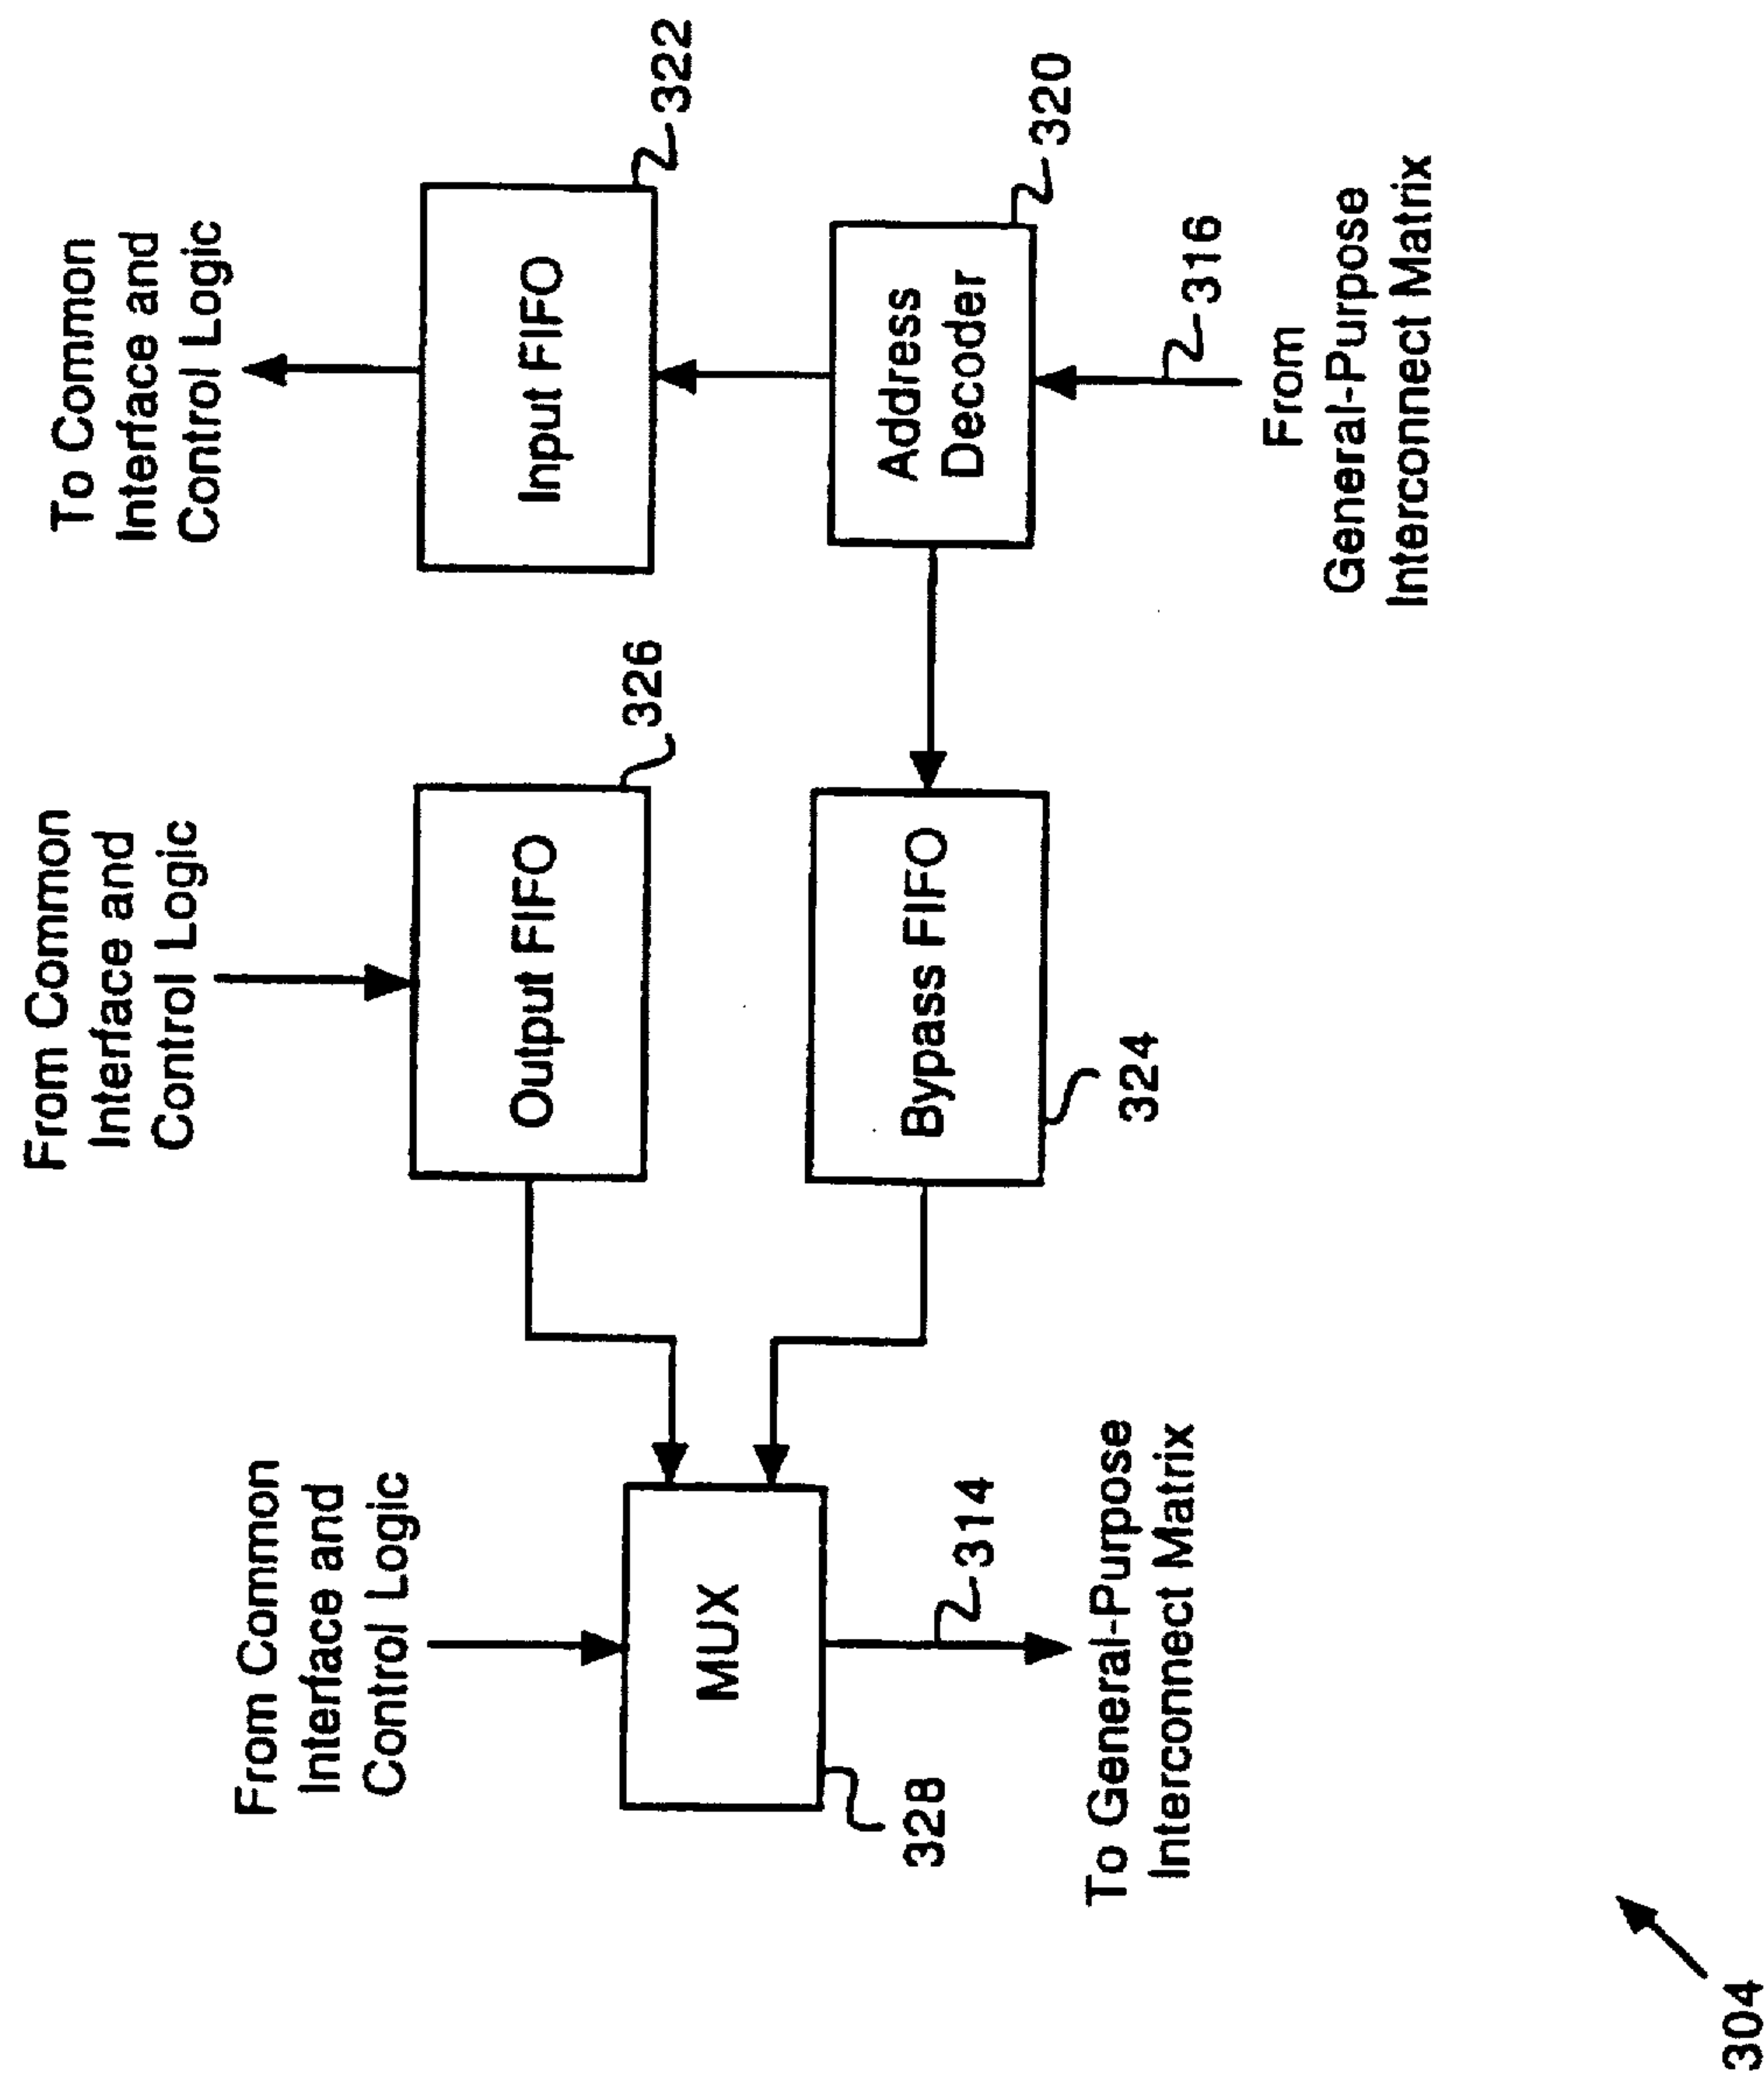 From Common
Interface and
Control Logic
From Common
Interface and
Control Logic
To Common
Interface and
Control Logic
MUX
328
314
To General-Purpose
Interconnect Matrix
Output FIFO
326
Bypass FIFO
324
Input FIFO
322
Address
Decoder
320
316
From
General-Purpose
Interconnect Matrix
304